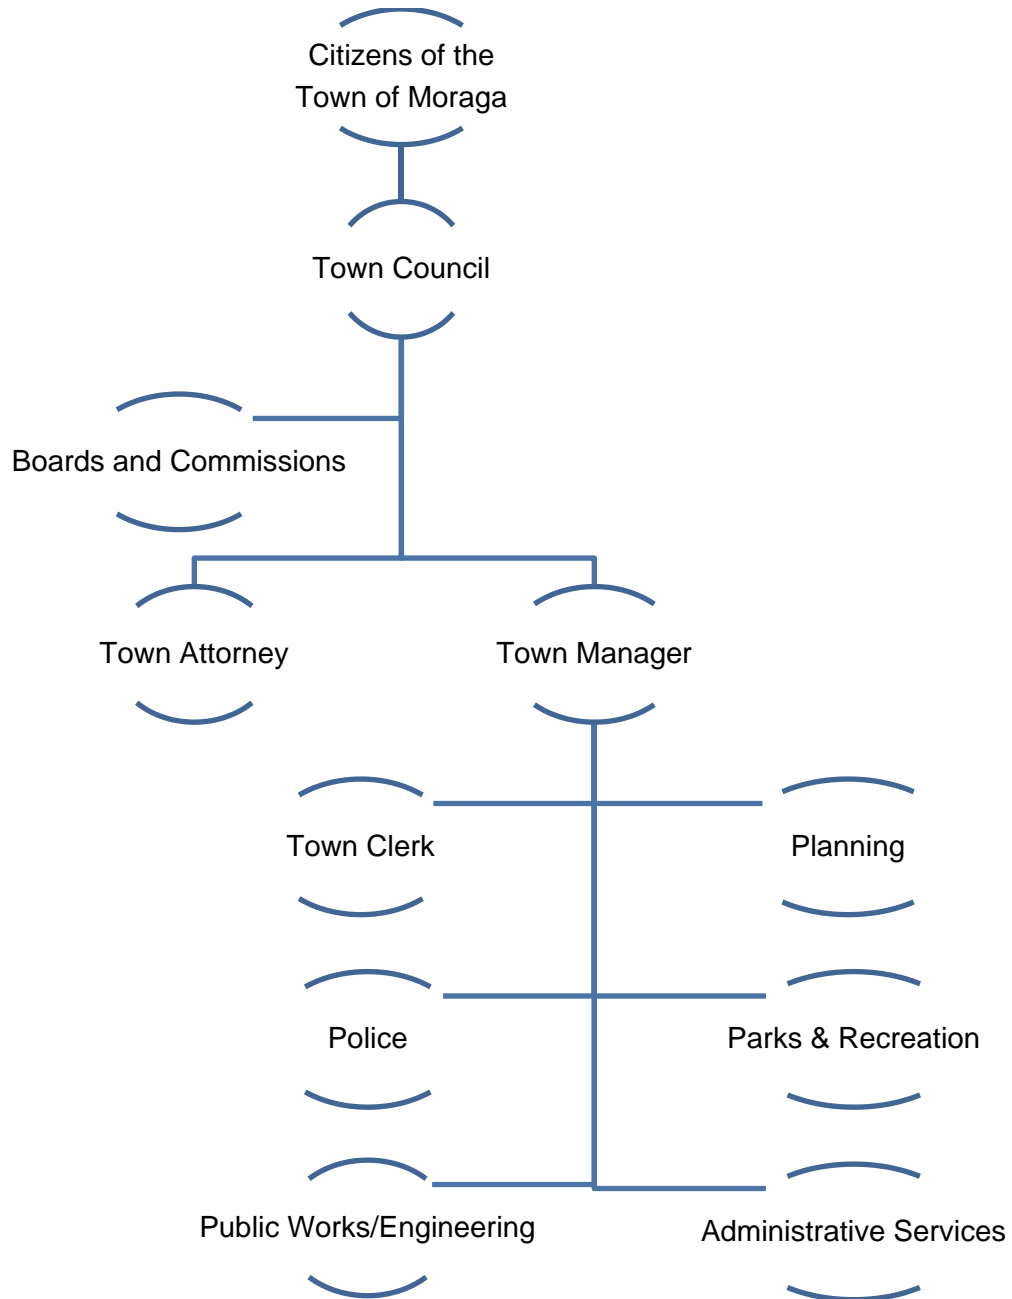 Citizens of the
Town of Moraga
Town Council
Boards and Commissions
Town Attorney
Town Manager
Town Clerk
Planning
Police
Parks & Recreation
Public Works/Engineering
Administrative Services